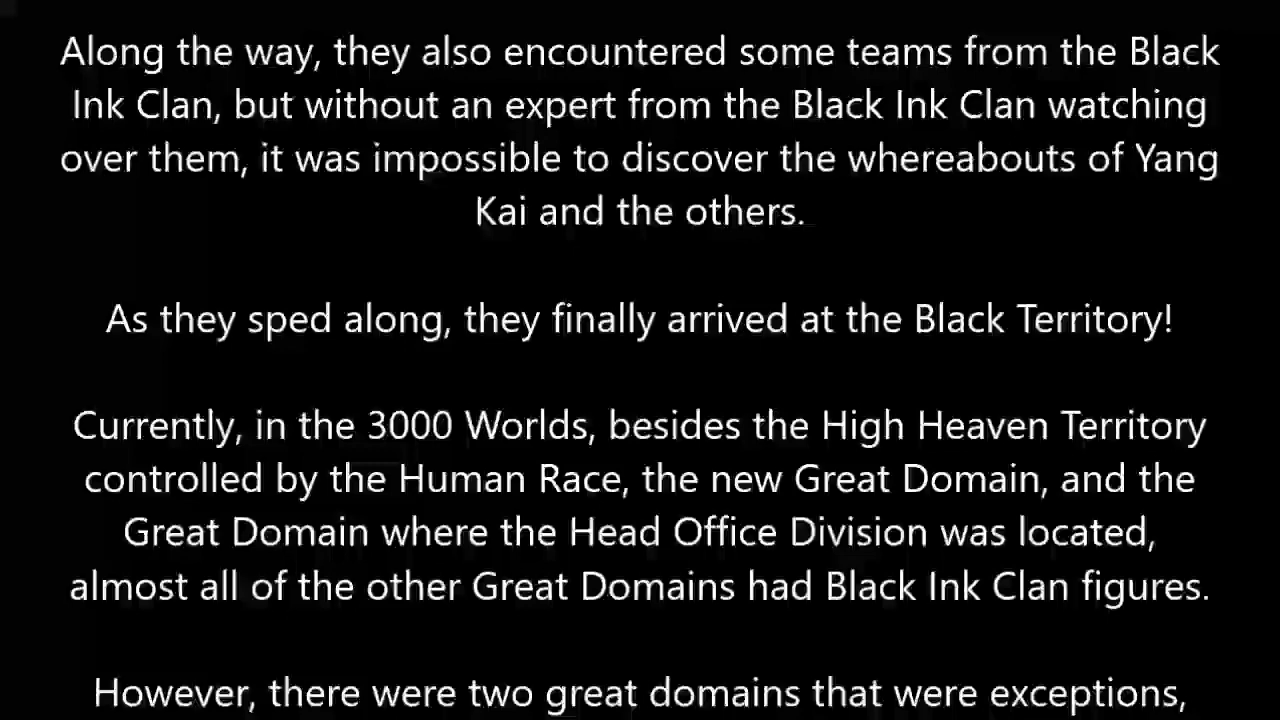 Along the way, they also encountered some teams from the Black
Ink Clan, but without an expert from the Black Ink Clan watching
over them, it was impossible to discover the whereabouts of Yang
Kai and the others.
As they sped along, they finally arrived at the Black Territory!
Currently, in the 3000 Worlds, besides the High Heaven Territory
controlled by the Human Race, the new Great Domain, and the
Great Domain where the Head Office Division was located,
almost all of the other Great Domains had Black Ink Clan figures.
However, there were two great domains that were exceptions,